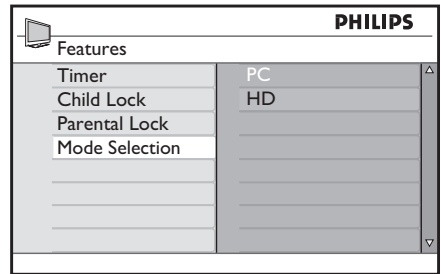 PHILIPS
Features
Timer PC
Child Lock HD
Parental Lock
Mode Selection